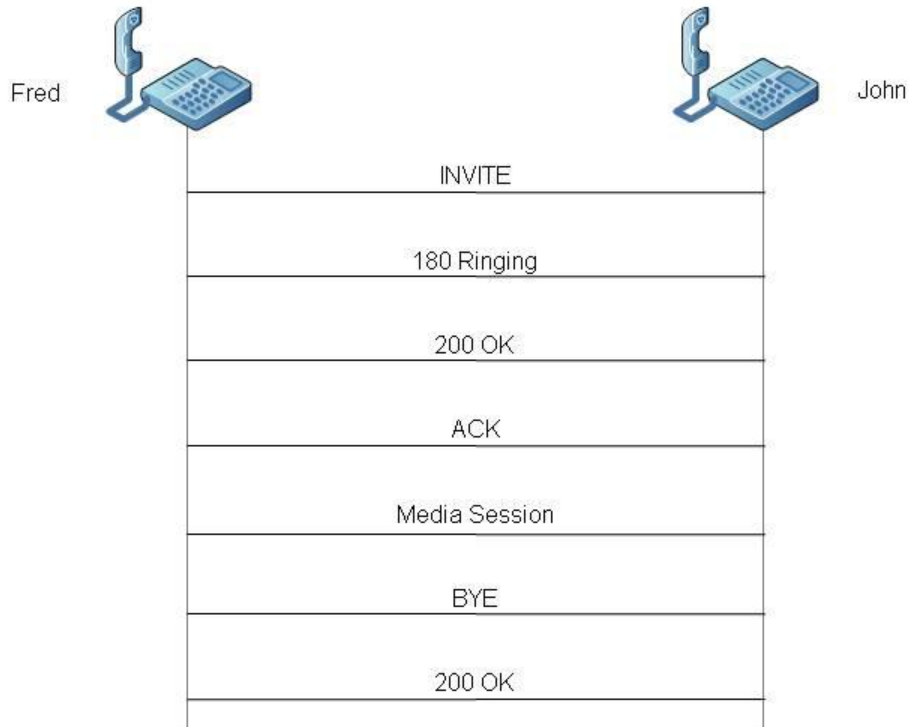 Fred
John
INVITE
180 Ringing
200 OK
ACK
Media Session
BYE
200 OK